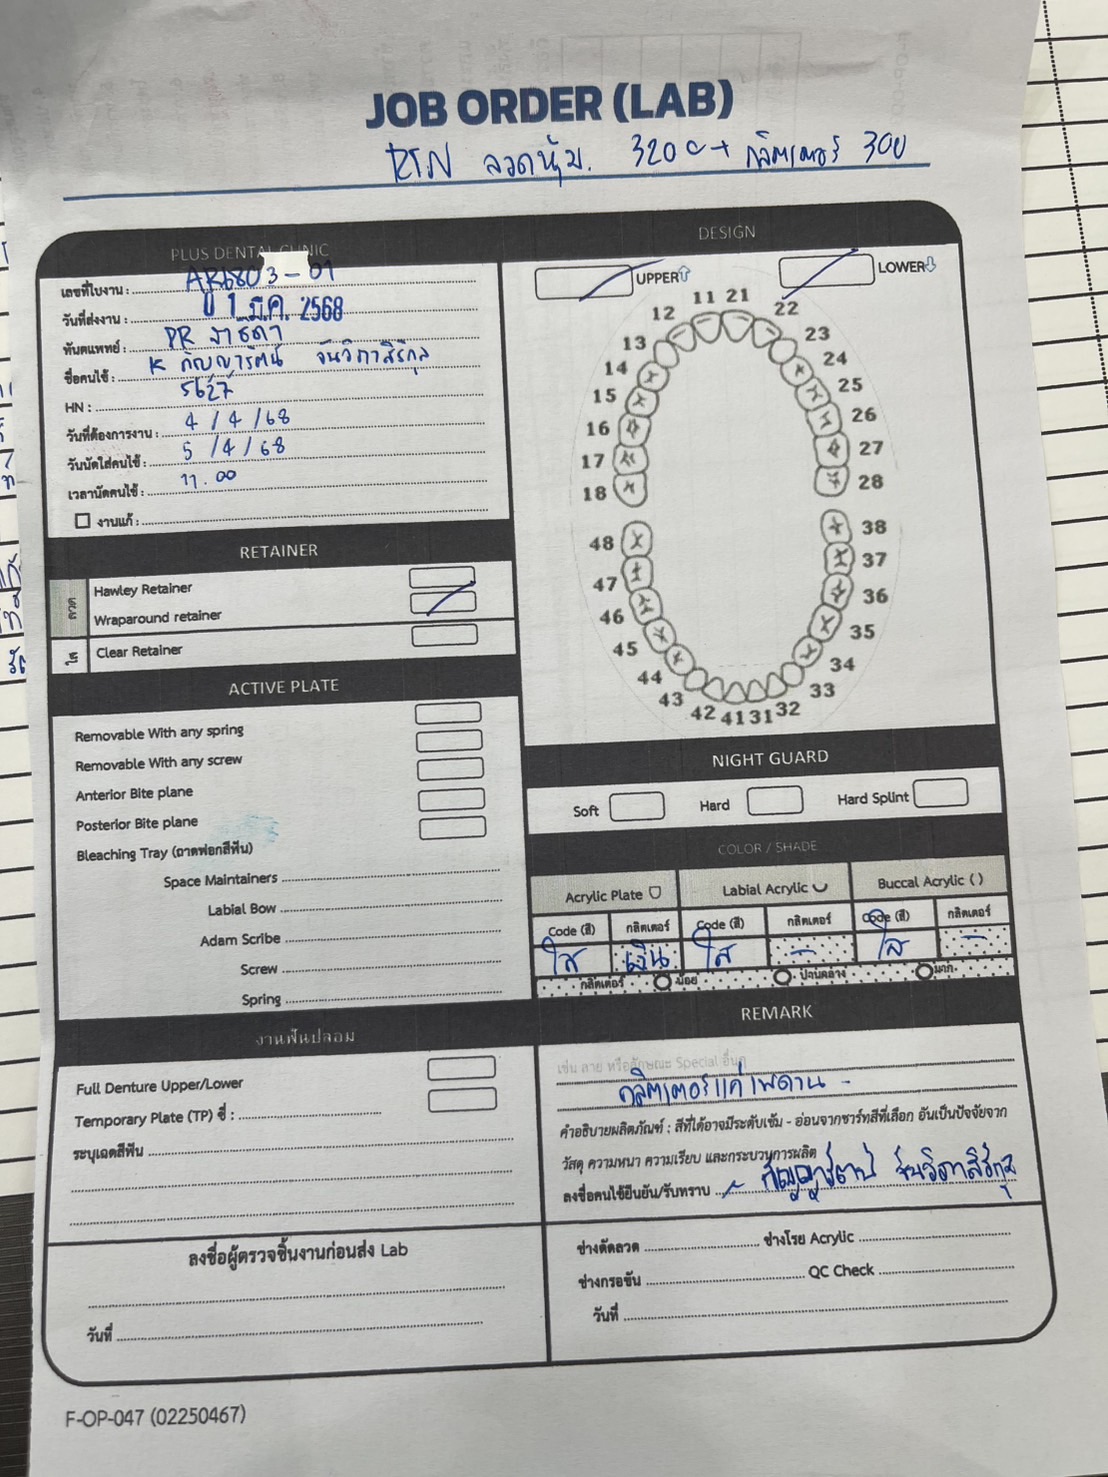 JOB ORDER (LAB)
RTN ลวดหุ้ม. 3200 + กลิตเตอร์ 300
PLUS DENTAL CLINIC
เลขที่ใบงาน : AR6803-01
วันที่ส่งงาน : 01 มี.ค. 2568
ทันตแพทย์ : PR
ชื่อคนไข้ : K กัญญารัตน์ จันวิภาสิริกุล
HN : 5627
วันที่ต้องการงาน : 4 / 4 / 68
วันนัดใส่คนไข้ : 5 / 4 / 68
เวลานัดคนไข้ : 11.00
งานแก้ :
RETAINER
ลวด
Hawley Retainer
Wraparound retainer
ใส
Clear Retainer
ACTIVE PLATE
Removable With any spring
Removable With any screw
Anterior Bite plane
Posterior Bite plane
Bleaching Tray (ถาดฟอกสีฟัน)
Space Maintainers
Labial Bow
Adam Scribe
Screw
Spring
งานฟันปลอม
Full Denture Upper/Lower
Temporary Plate (TP) ซี่ :
ระบุเฉดสีฟัน
ลงชื่อผู้ตรวจชิ้นงานก่อนส่ง Lab
วันที่
DESIGN
UPPER LOWER
11 21
12 22
13 23
14 24
15 25
16 26
17 27
18 28
48 38
47 37
46 36
45 35
44 34
43 33
42 41 31 32
NIGHT GUARD
Soft Hard Hard Splint
COLOR / SHADE
Acrylic Plate Labial Acrylic Buccal Acrylic ( )
Code (สี) กลิตเตอร์ Code (สี) กลิตเตอร์ Code (สี) กลิตเตอร์
ใส เงิน ใส - ใส -
กลิตเตอร์ น้อย ปานกลาง มาก
REMARK
เช่น ลาย หรือลักษณะ Special อื่นๆ
กลิตเตอร์แค่เพดาน -
คำอธิบายผลิตภัณฑ์ : สีที่ได้อาจมีระดับเข้ม - อ่อนจากชาร์ทสีที่เลือก อันเป็นปัจจัยจาก
วัสดุ ความหนา ความเรียบ และกระบวนการผลิต
ลงชื่อคนไข้ยืนยัน/รับทราบ กัญญารัตน์ จันวิภาสิริกุล
ช่างดัดลวด ช่างโรย Acrylic
ช่างกรอขัน QC Check
วันที่
F-OP-047 (02250467)